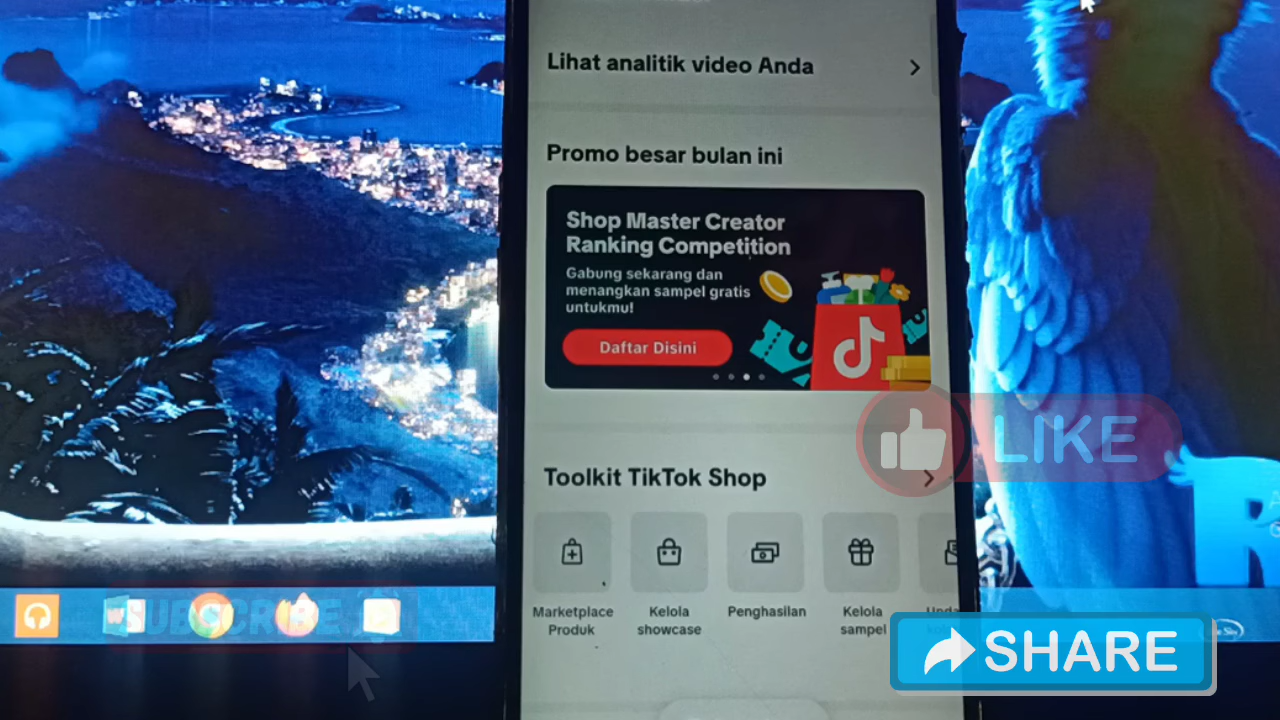 Lihat analitik video Anda
Promo besar bulan ini
Shop Master Creator
Ranking Competition
Gabung sekarang dan
menangkan sampel gratis
untukmu!
Daftar Disini
LIKE
Toolkit TikTok Shop
Marketplace
Produk
Kelola
showcase
Penghasilan
Kelola
sampel
SUBSCRIBE
SHARE